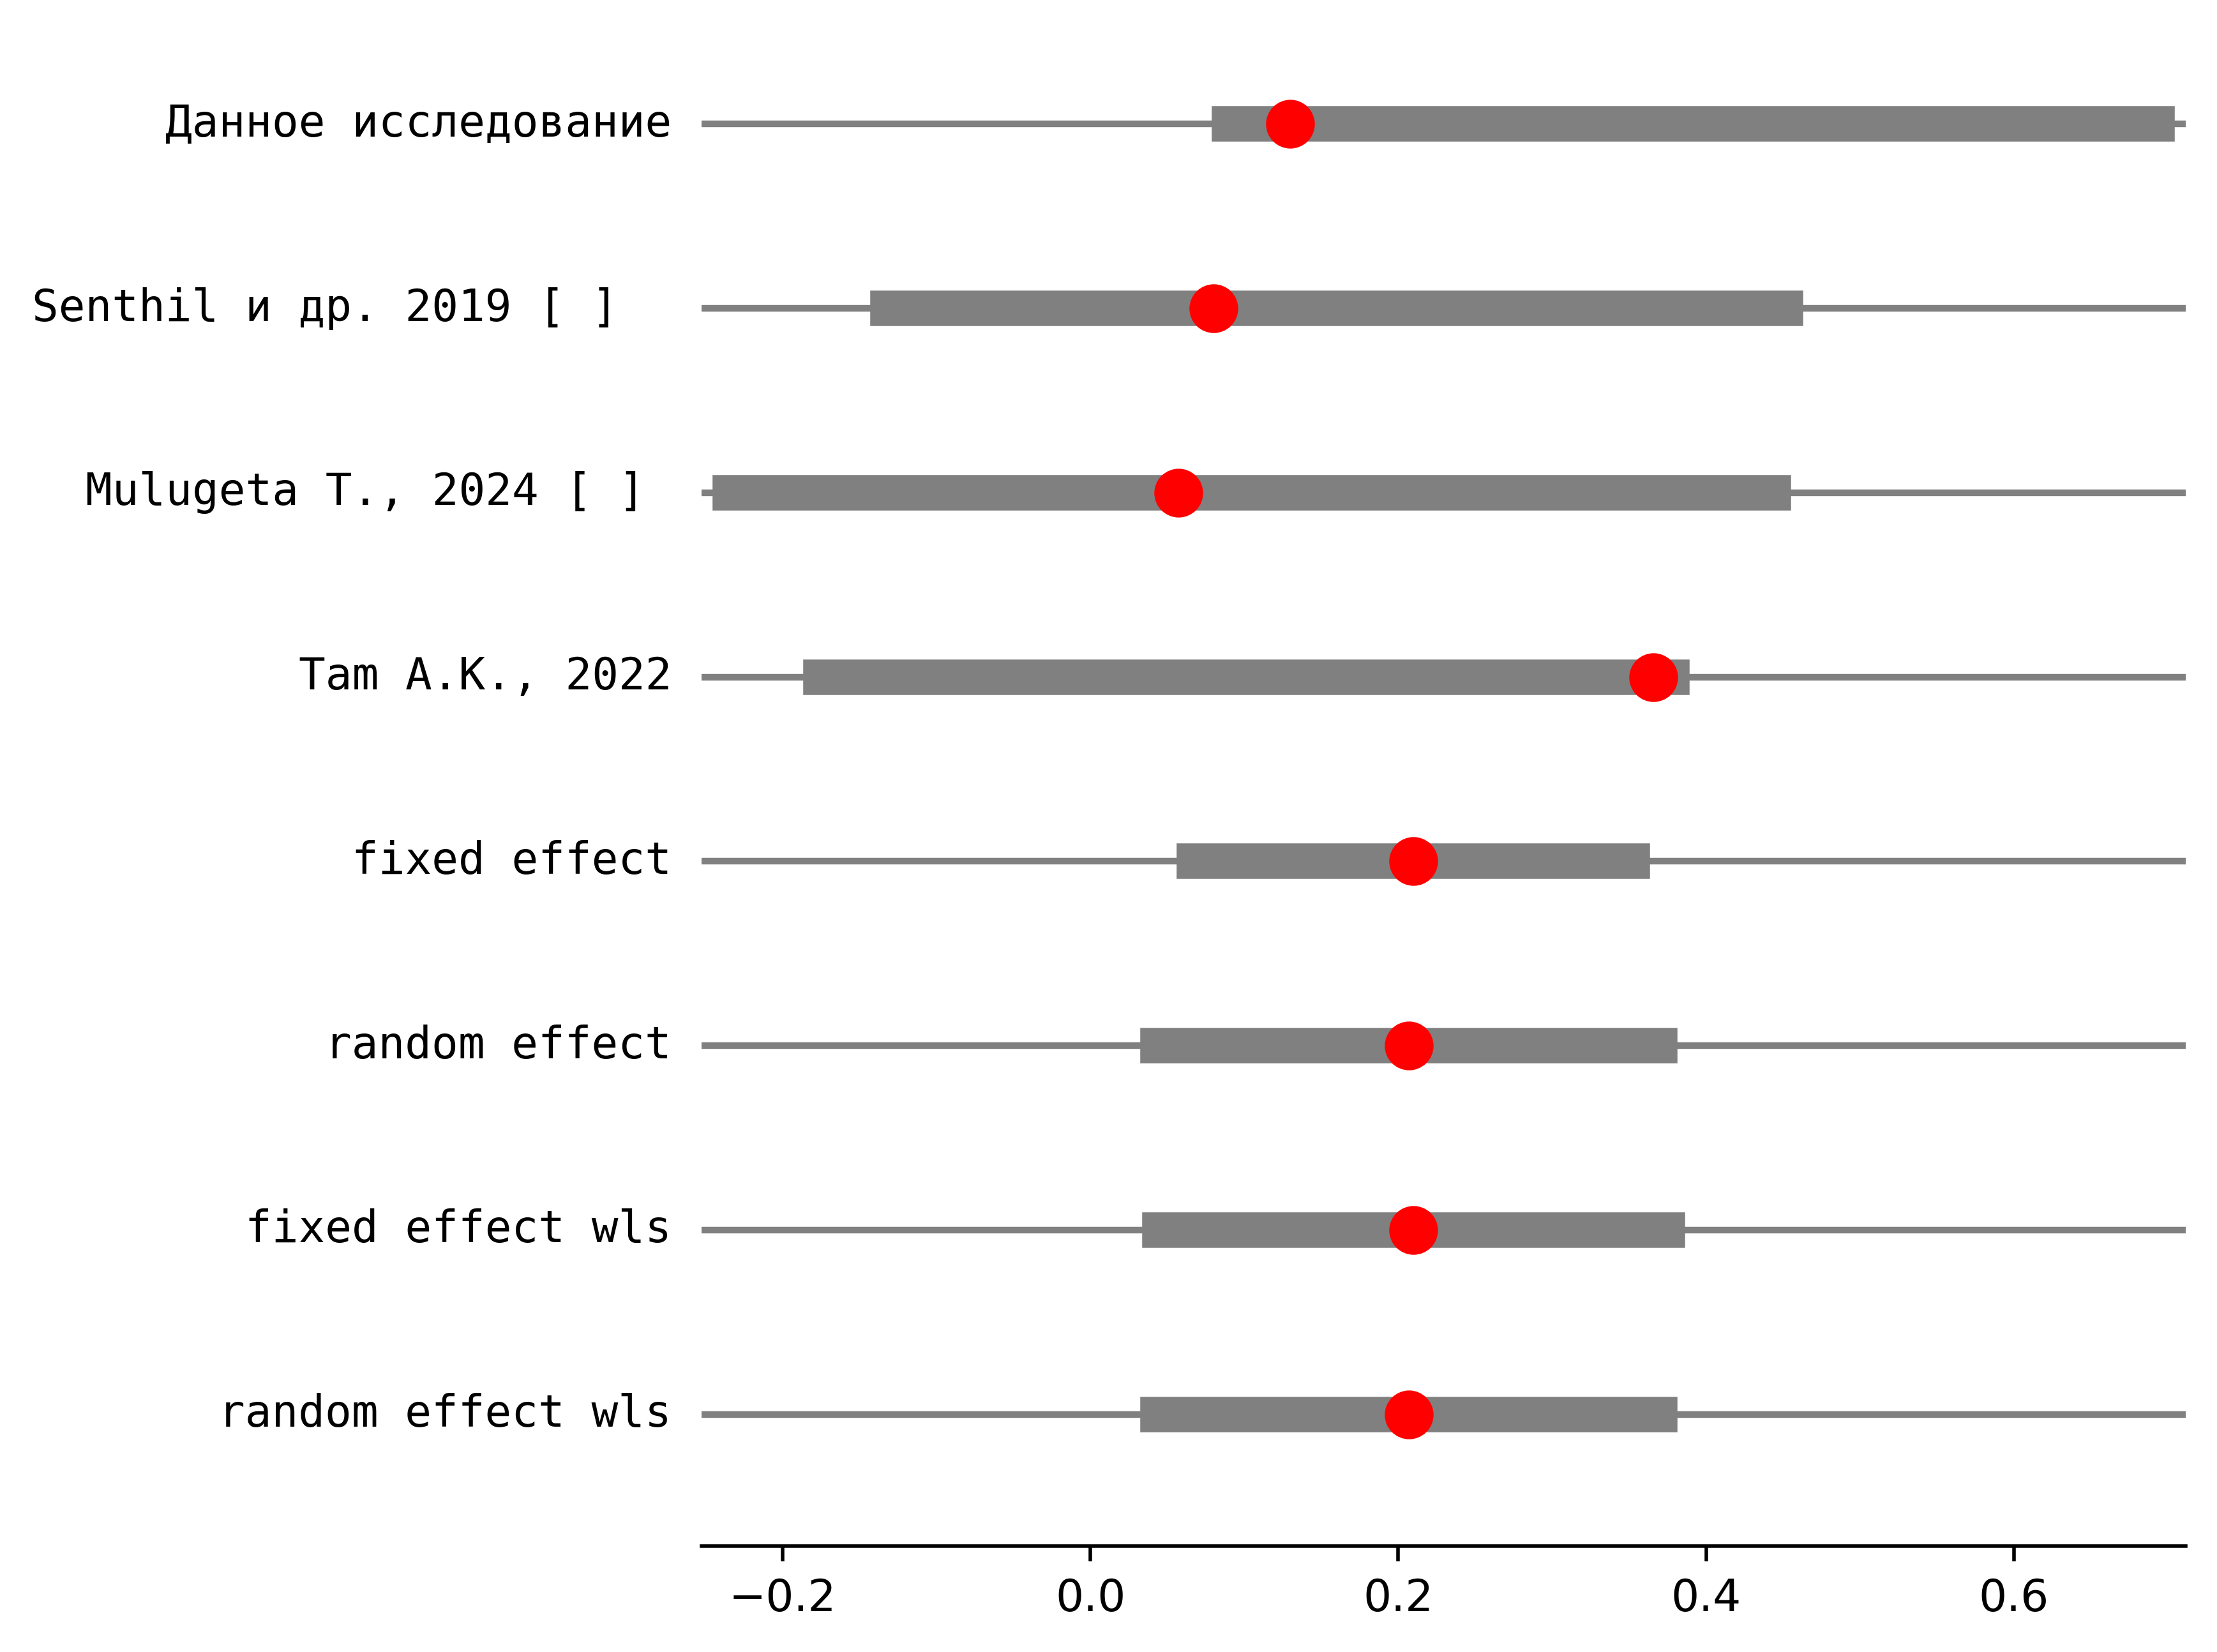 Данное исследование
Senthil и др. 2019 [ ]
Mulugeta T., 2024 [ ]
Tam A.K., 2022
fixed effect
random effect
fixed effect wls
random effect wls
−0.2 0.0 0.2 0.4 0.6